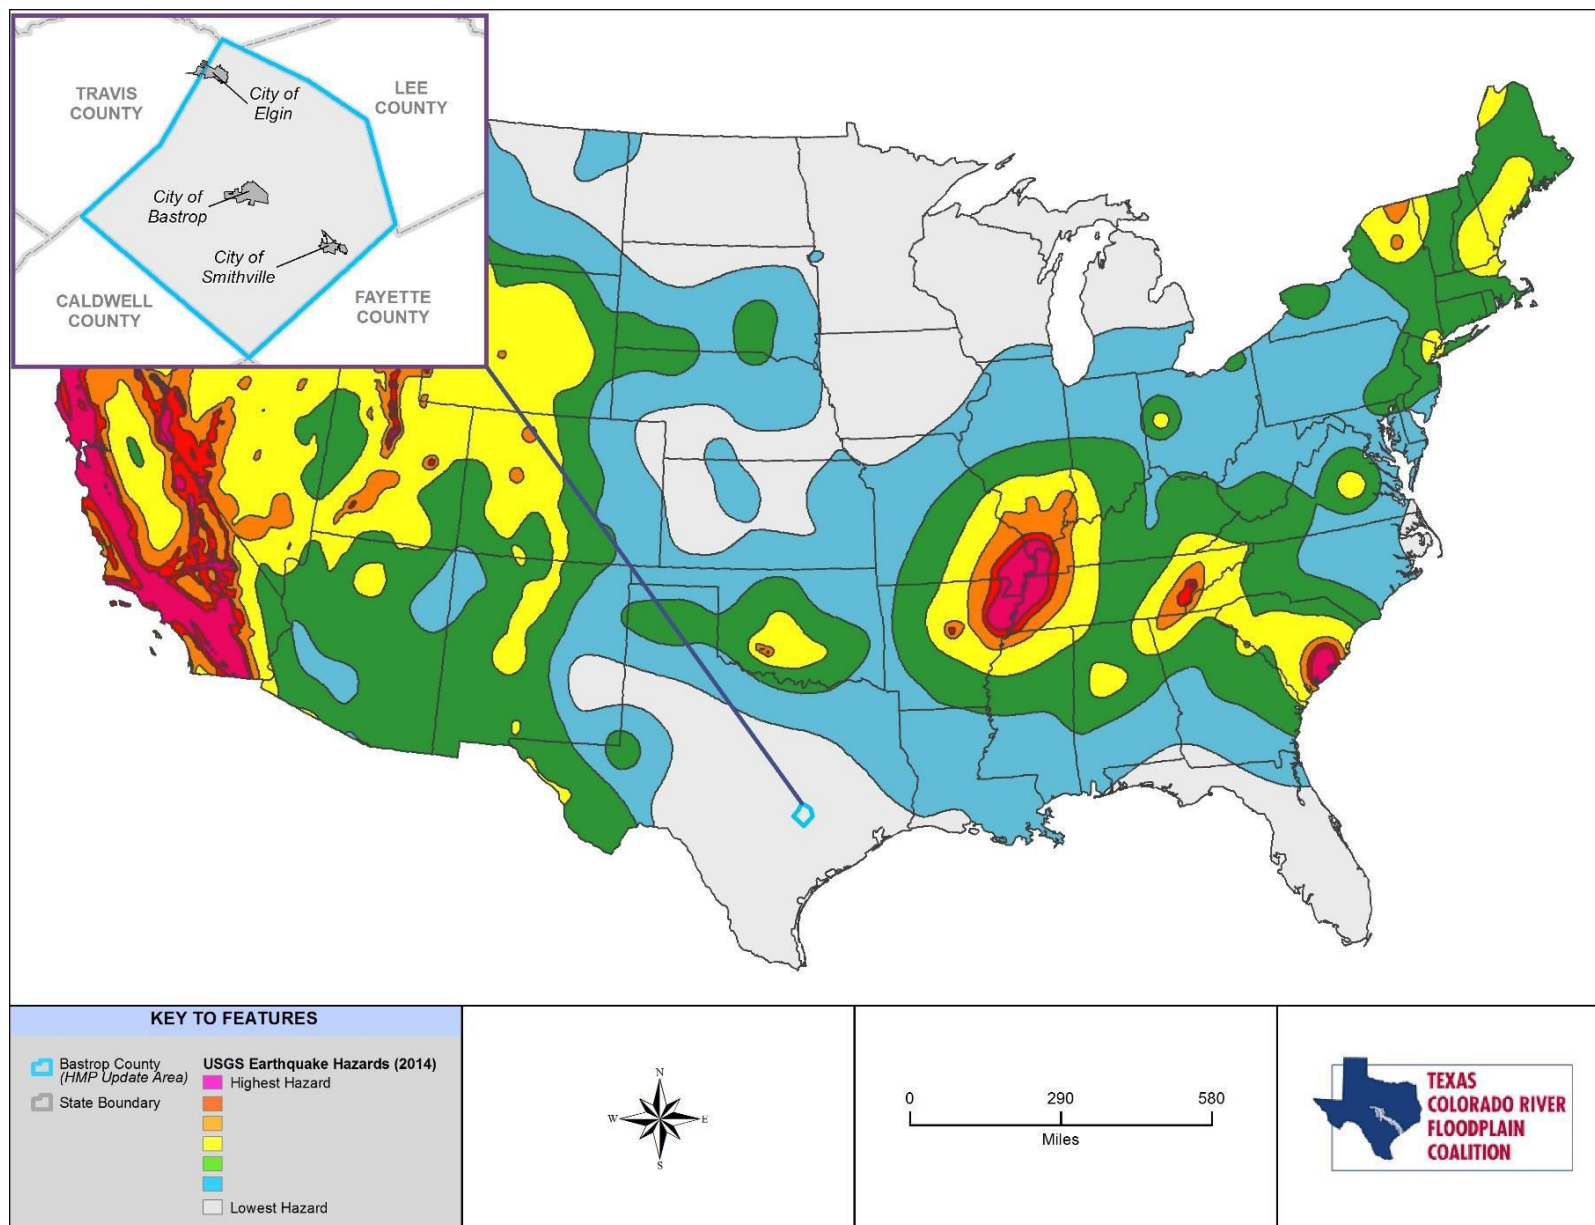 TRAVIS
COUNTY
City of
Elgin
LEE
COUNTY
City of
Bastrop
City of
Smithville
CALDWELL
COUNTY
FAYETTE
COUNTY
KEY TO FEATURES
Bastrop County
(HMP Update Area)
State Boundary
USGS Earthquake Hazards (2014)
Highest Hazard
Lowest Hazard
N
W
E
S
0 290 580
Miles
TEXAS
COLORADO RIVER
FLOODPLAIN
COALITION